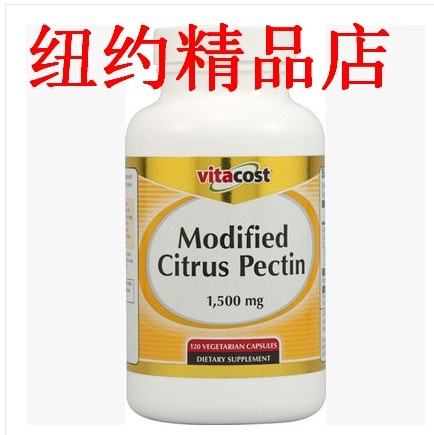 纽约精品店
vitacost®
Modified
Citrus Pectin
1,500 mg
120 VEGETARIAN CAPSULES
DIETARY SUPPLEMENT